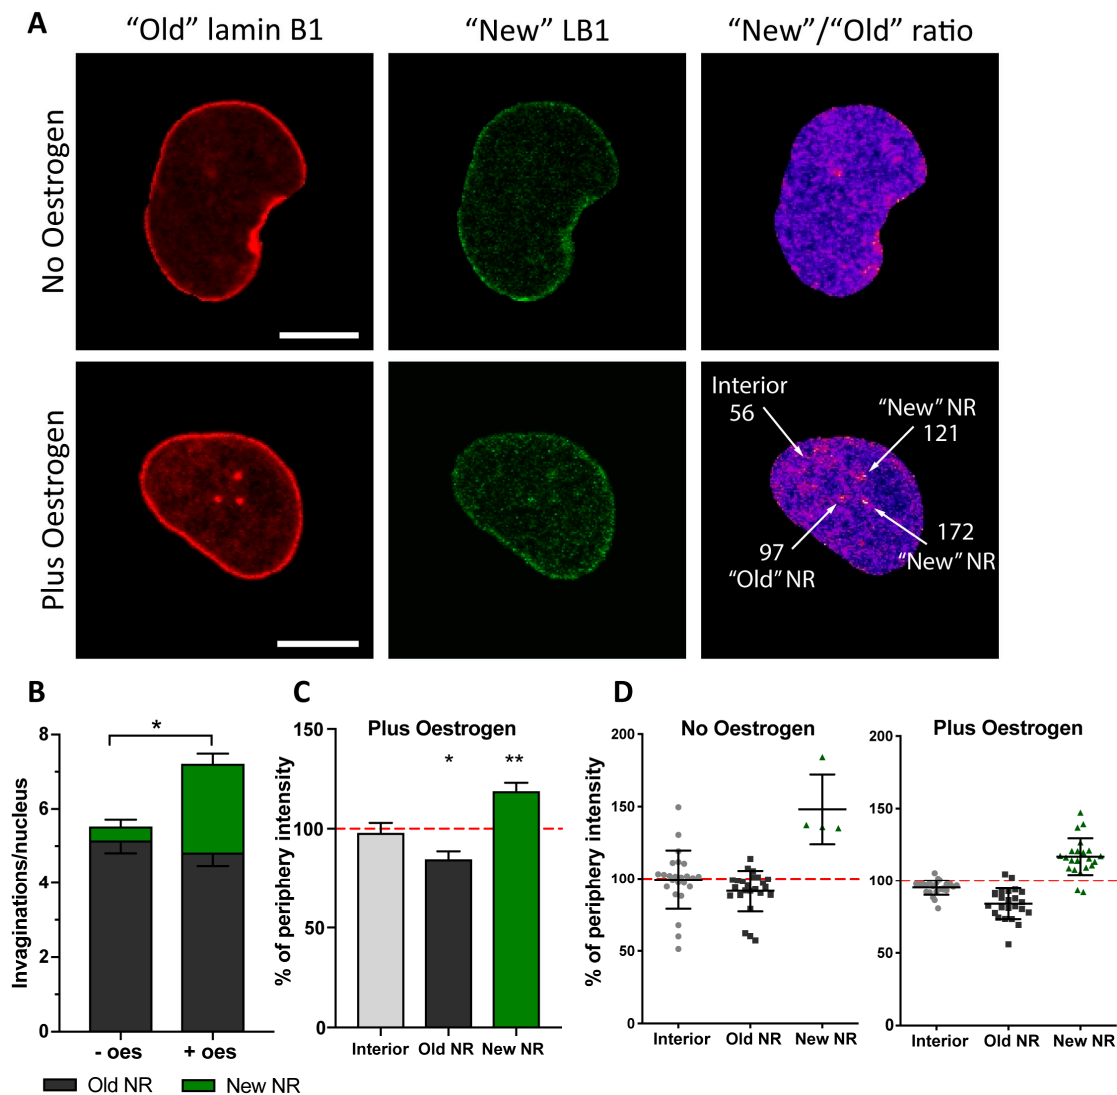 A
“Old” lamin B1
“New” LB1
“New”/“Old” ratio
No Oestrogen
Plus Oestrogen
Interior
56
“New” NR
121
97
“Old” NR
172
“New” NR
B
Invaginations/nucleus
8
6
4
2
0
*
- oes
+ oes
Old NR
New NR
C
Plus Oestrogen
% of periphery intensity
150
100
50
0
*
**
Interior
Old NR
New NR
D
No Oestrogen
% of periphery intensity
200
150
100
50
0
Interior
Old NR
New NR
Plus Oestrogen
200
150
100
50
0
Interior
Old NR
New NR